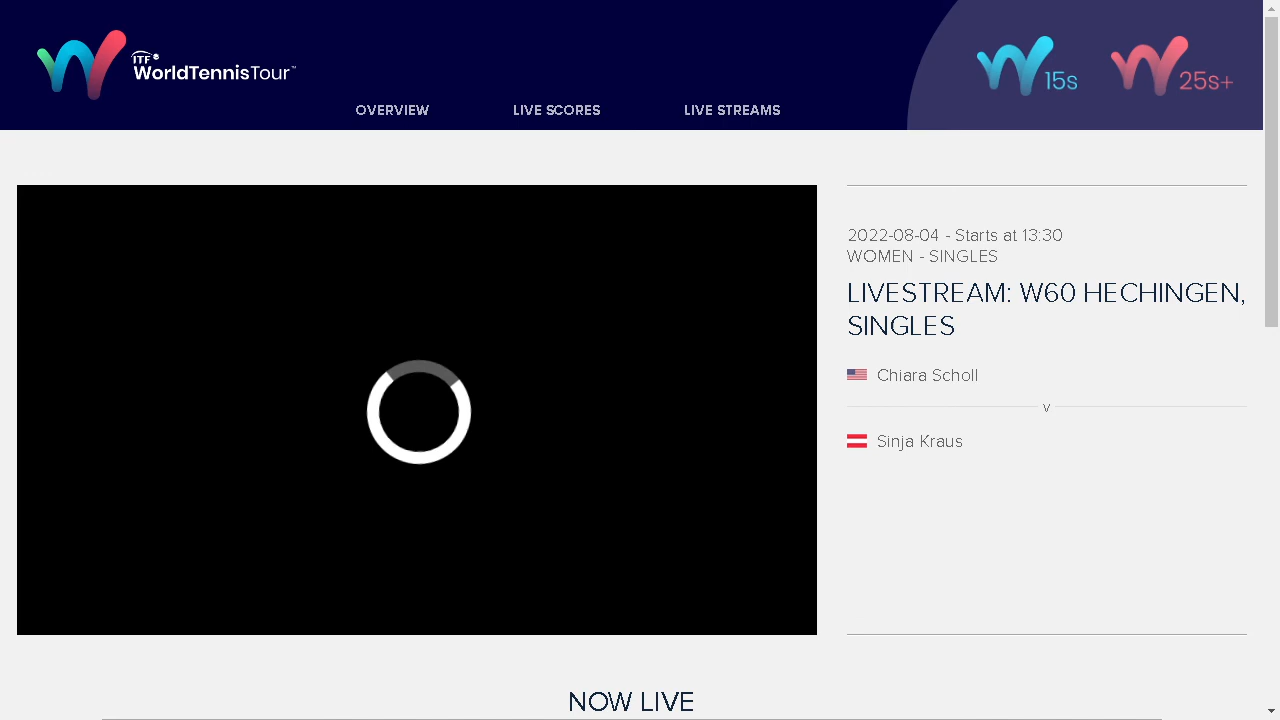 ITF
WorldTennisTour™
OVERVIEW
LIVE SCORES
LIVE STREAMS
15s
25s+
2022-08-04 - Starts at 13:30
WOMEN - SINGLES
LIVESTREAM: W60 HECHINGEN,
SINGLES
Chiara Scholl
v
Sinja Kraus
NOW LIVE